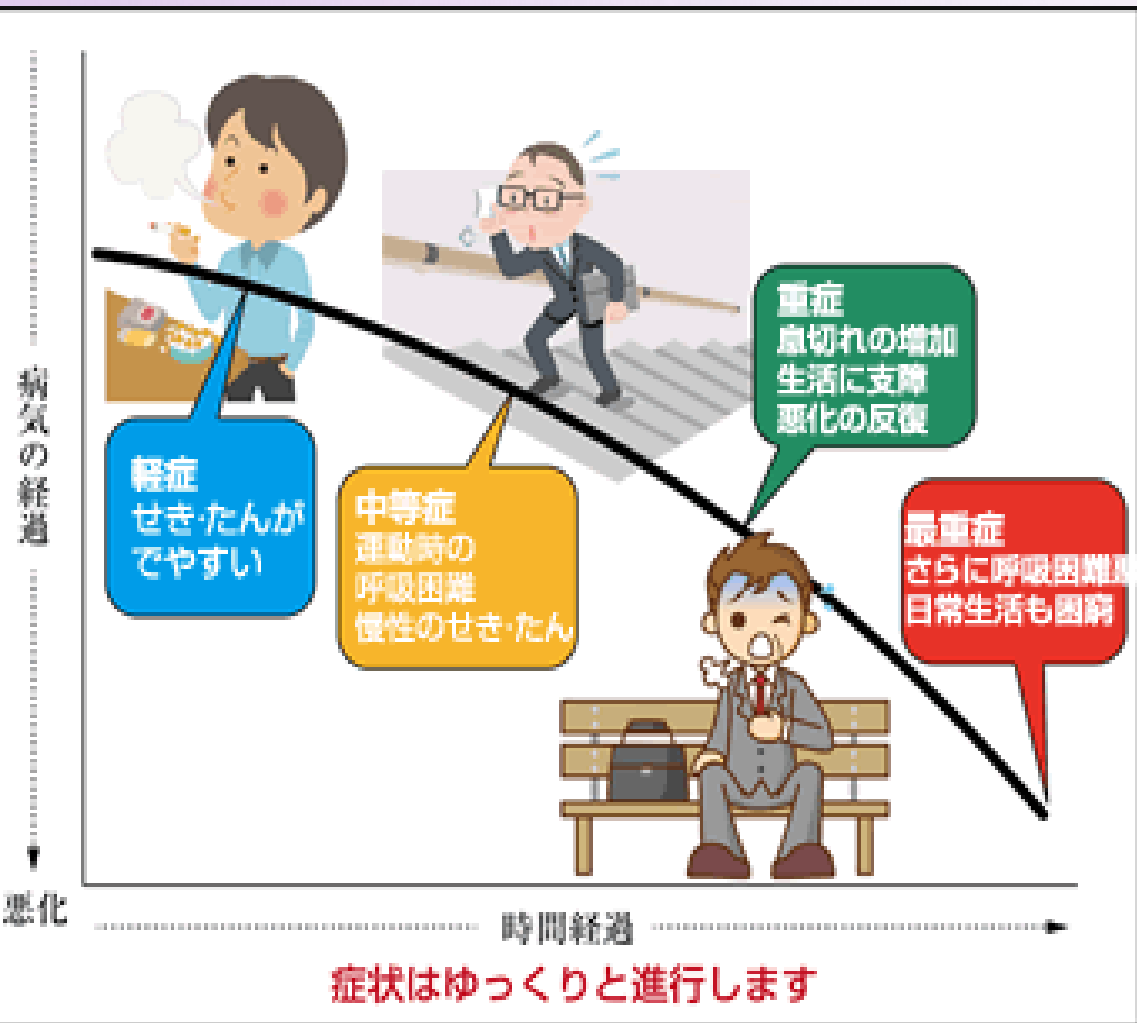 病気の経過
悪化
軽症
せき・たんが
でやすい
中等症
運動時の
呼吸困難
慢性のせき・たん
重症
息切れの増加
生活に支障
悪化の反復
最重症
さらに呼吸困難
日常生活も困窮
時間経過
症状はゆっくりと進行します